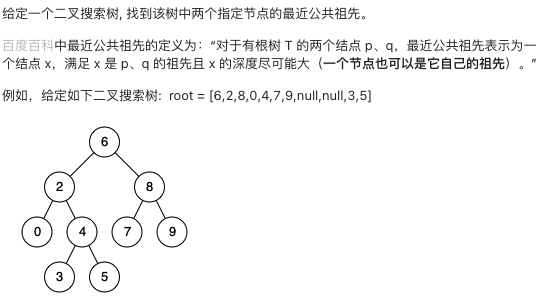 给定一个二叉搜索树, 找到该树中两个指定节点的最近公共祖先。
百度百科中最近公共祖先的定义为：“对于有根树 T 的两个结点 p、q，最近公共祖先表示为一
个结点 x，满足 x 是 p、q 的祖先且 x 的深度尽可能大（一个节点也可以是它自己的祖先）。”
例如，给定如下二叉搜索树:  root = [6,2,8,0,4,7,9,null,null,3,5]
6
2 8
0 4 7 9
3 5